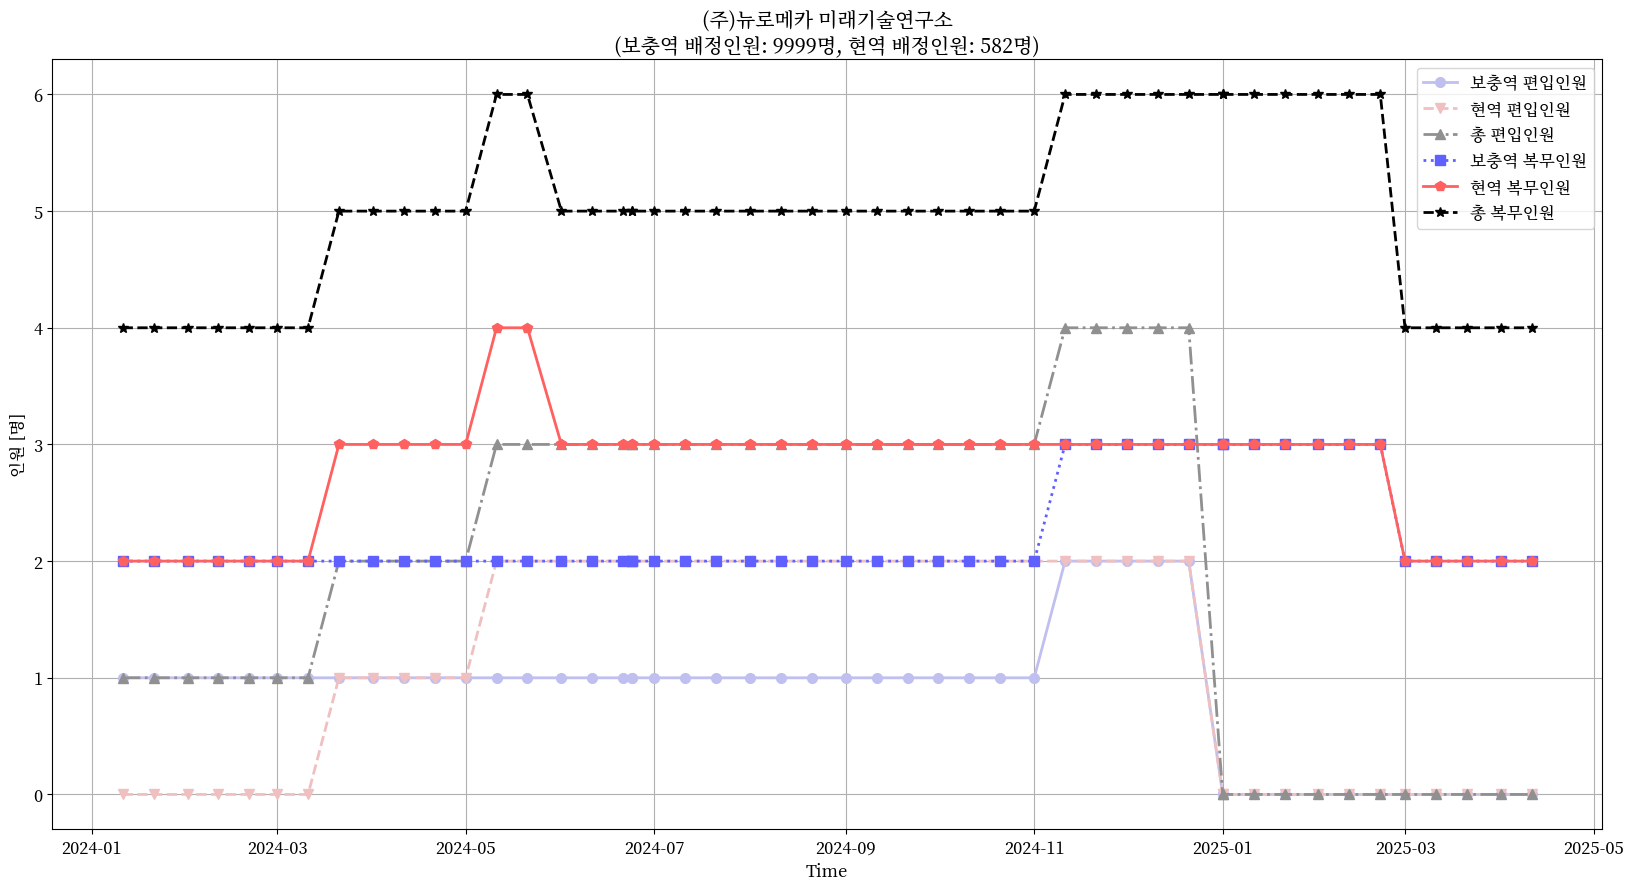 (주)뉴로메카 미래기술연구소
(보충역 배정인원: 9999명, 현역 배정인원: 582명)
보충역 편입인원
현역 편입인원
총 편입인원
보충역 복무인원
현역 복무인원
총 복무인원
인원 [명]
6
5
4
3
2
1
0
2024-01
2024-03
2024-05
2024-07
2024-09
2024-11
2025-01
2025-03
2025-05
Time